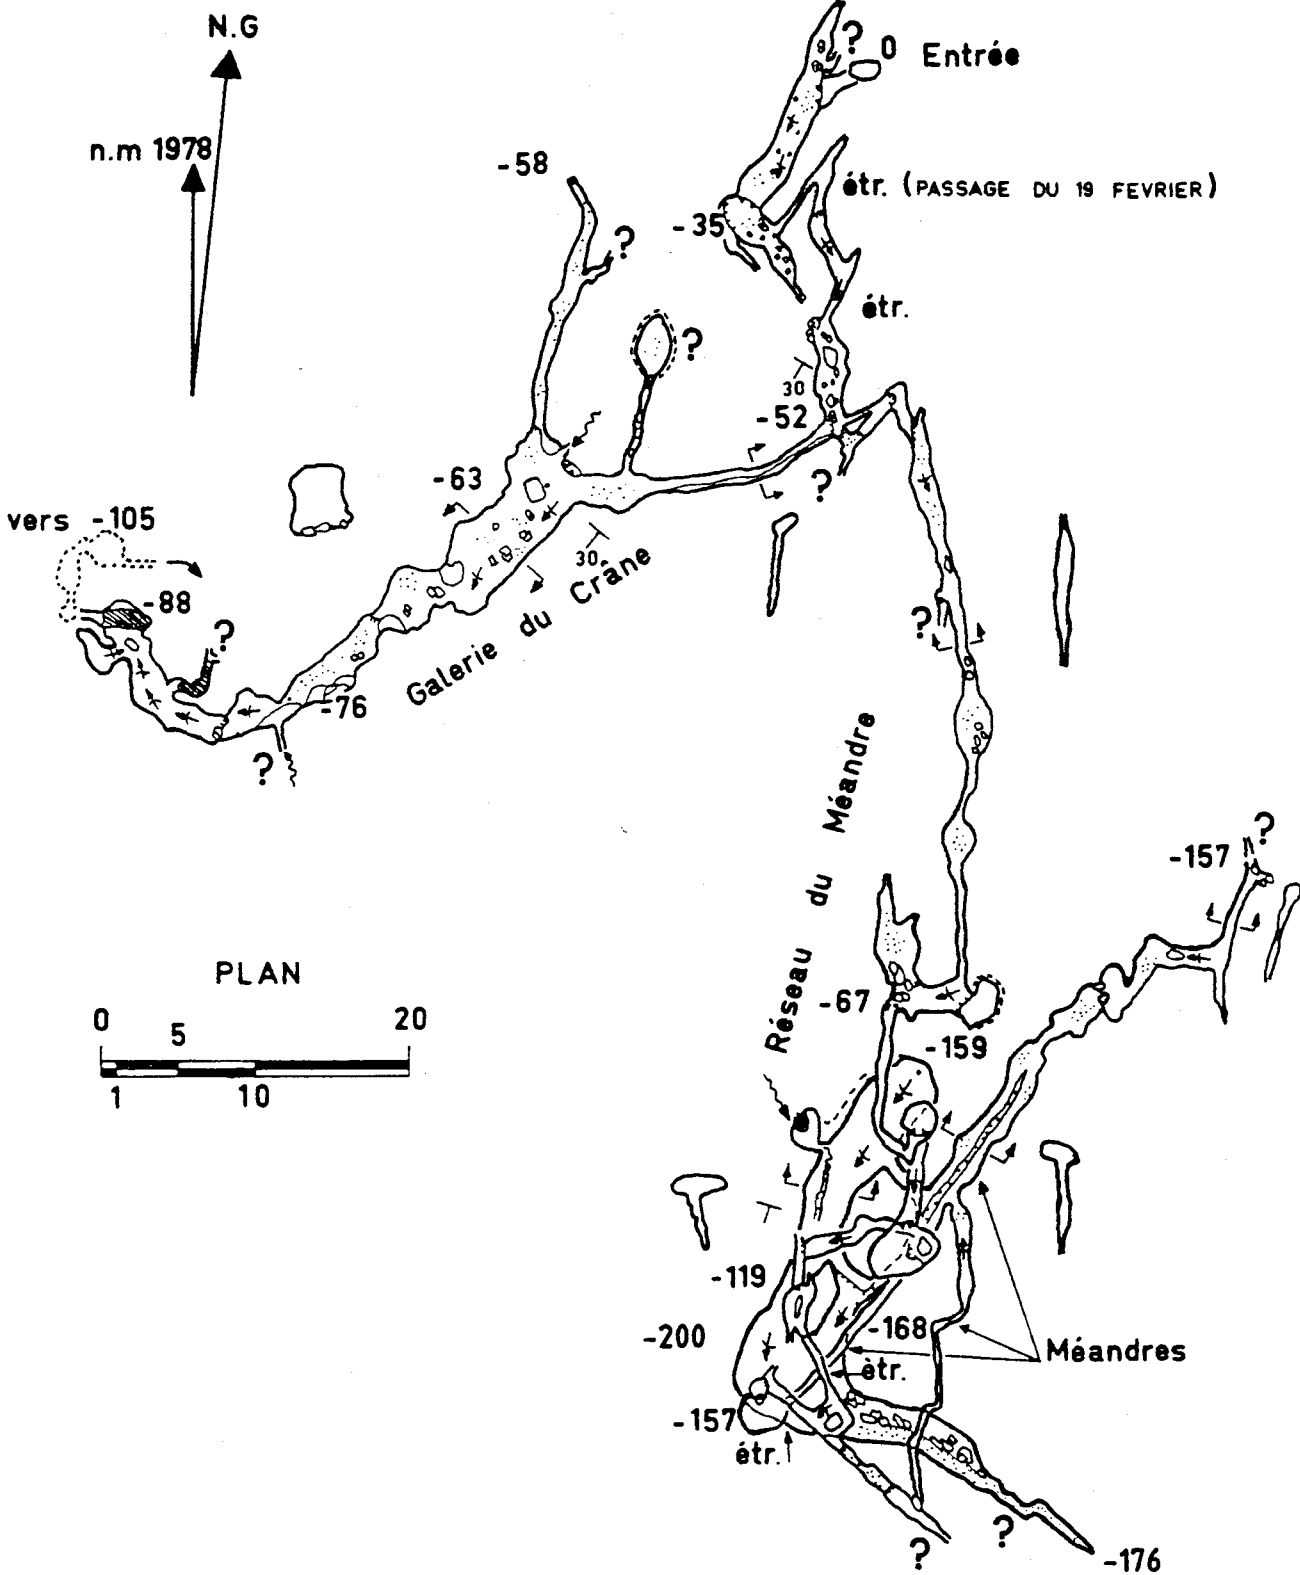 N.G
? 0 Entrée
n.m 1978
-58
étr. (PASSAGE DU 19 FEVRIER)
-35
?
étr.
?
30
-52
-63
?
vers -105
30
Galerie du Crâne
-88
?
?
-76
?
Réseau du Méandre
?
-157
PLAN
-67
0 5 20
1 10
-159
-119
-168
-200
Méandres
étr.
-157
étr.
?
?
-176